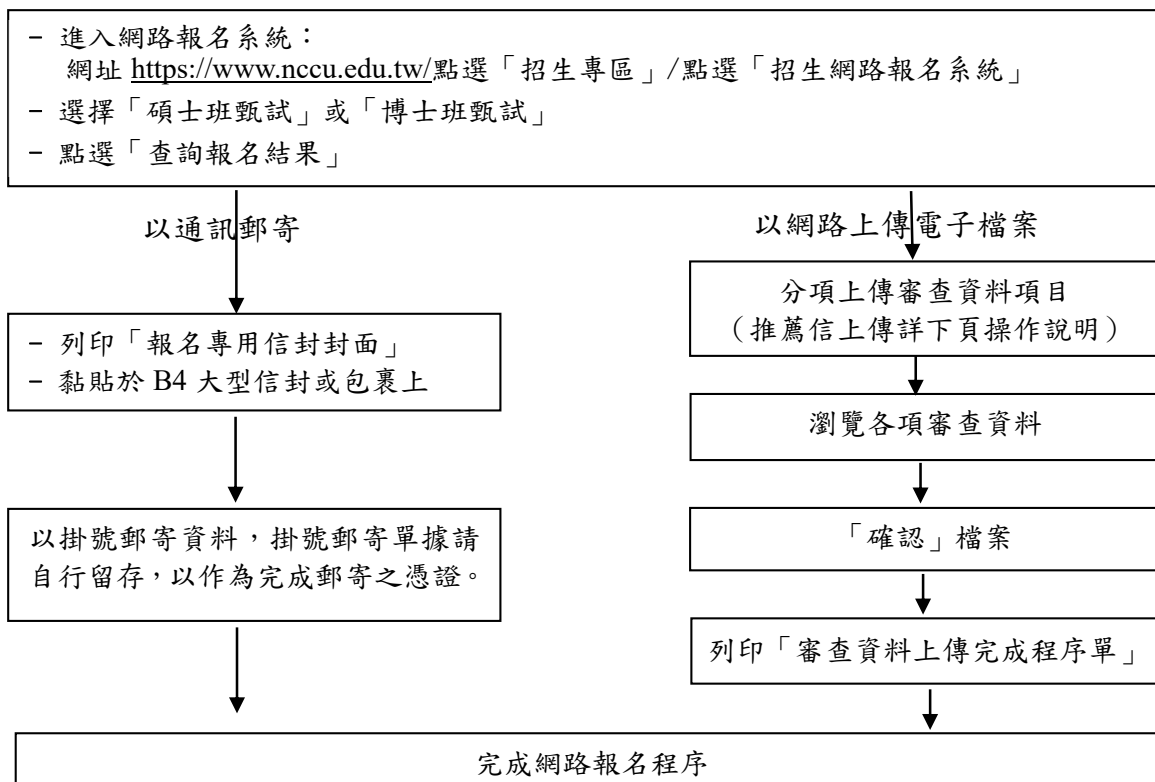 – 進入網路報名系統：
網址 https://www.nccu.edu.tw/點選「招生專區」/點選「招生網路報名系統」
– 選擇「碩士班甄試」或「博士班甄試」
– 點選「查詢報名結果」
以通訊郵寄
– 列印「報名專用信封封面」
– 黏貼於 B4 大型信封或包裹上
以掛號郵寄資料，掛號郵寄單據請
自行留存，以作為完成郵寄之憑證。
以網路上傳電子檔案
分項上傳審查資料項目
（推薦信上傳詳下頁操作說明）
瀏覽各項審查資料
「確認」檔案
列印「審查資料上傳完成程序單」
完成網路報名程序